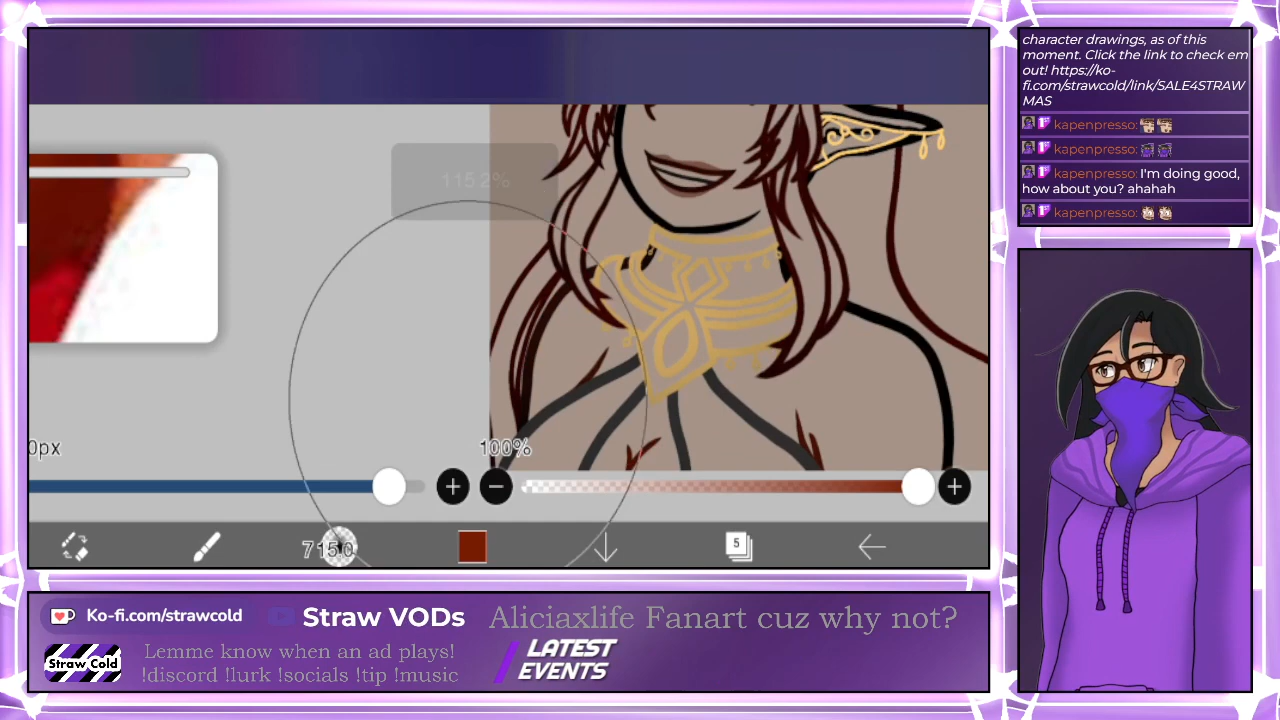 character drawings, as of this
moment. Click the link to check em
out! https://ko-
fi.com/strawcold/link/SALE4STRAW
MAS
kapenpresso:
kapenpresso:
kapenpresso: I'm doing good,
how about you? ahahah
kapenpresso:
1152%
0px
100%
715.0
5
Ko-fi.com/strawcold
Straw VODs
Aliciaxlife Fanart cuz why not?
Straw Cold
Lemme know when an ad plays!
!discord !lurk !socials !tip !music
LATEST
EVENTS